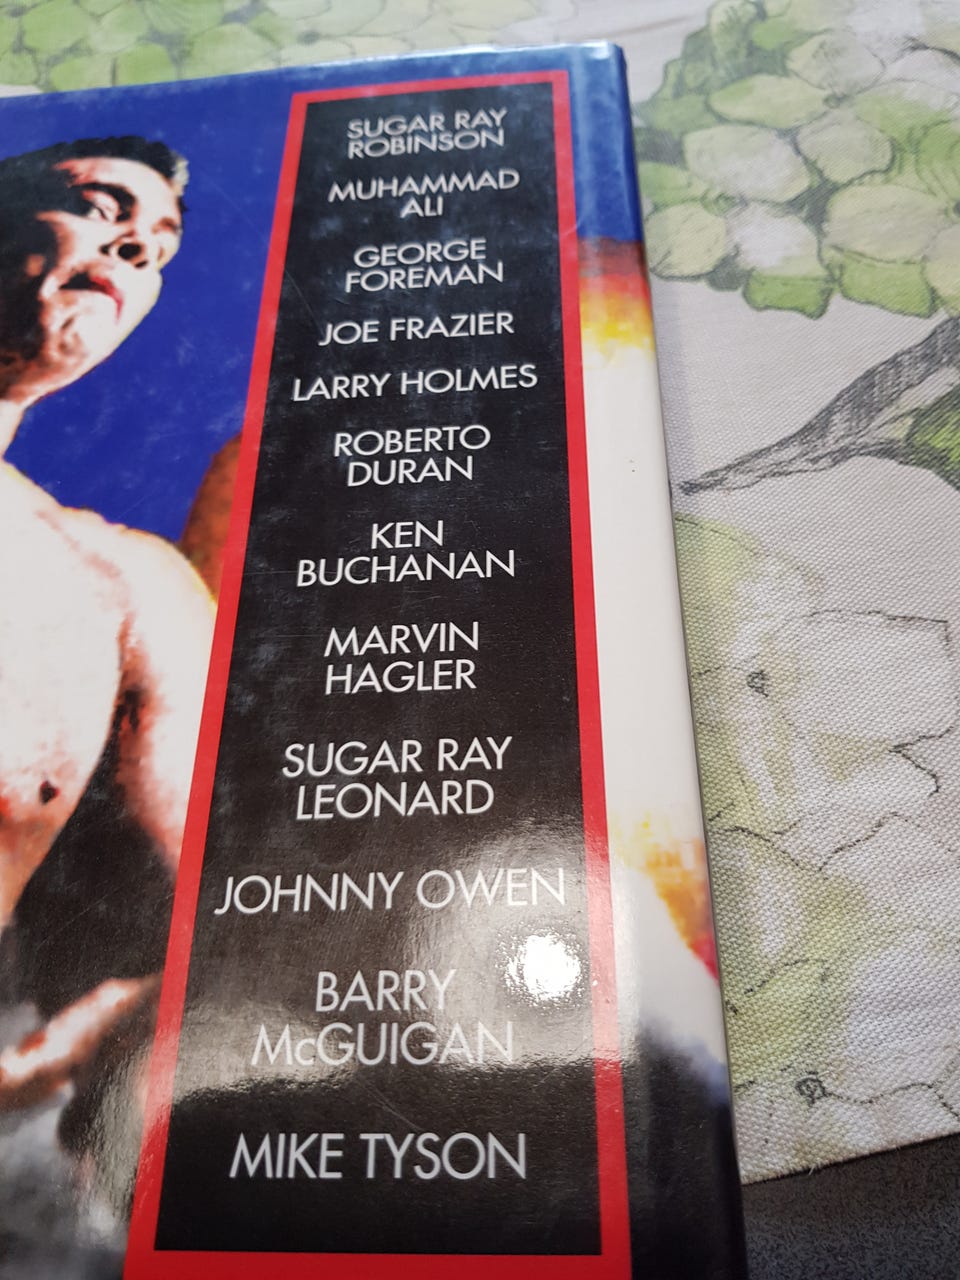 SUGAR RAY
ROBINSON
MUHAMMAD
ALI
GEORGE
FOREMAN
JOE FRAZIER
LARRY HOLMES
ROBERTO
DURAN
KEN
BUCHANAN
MARVIN
HAGLER
SUGAR RAY
LEONARD
JOHNNY OWEN
BARRY
McGUIGAN
MIKE TYSON